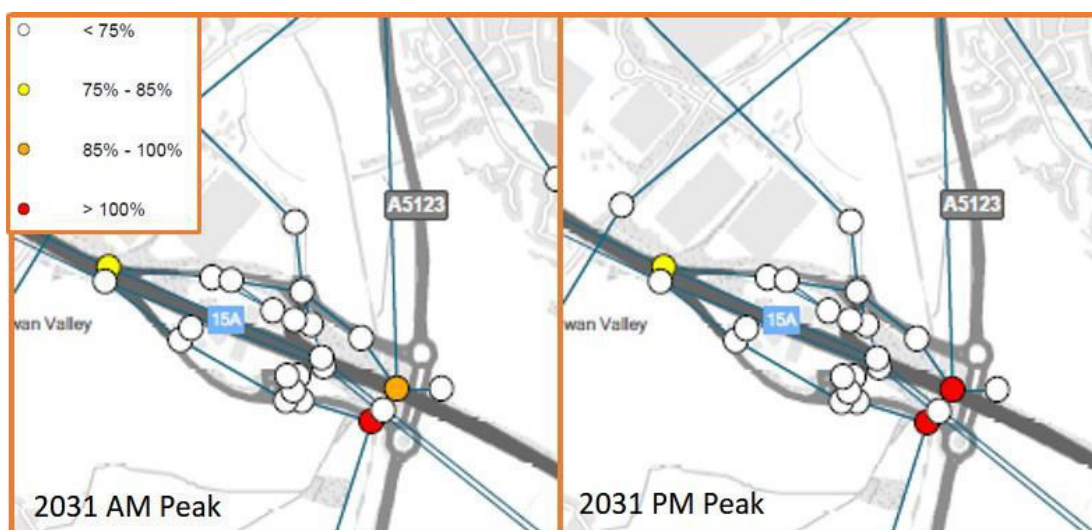 < 75%
75% - 85%
85% - 100%
> 100%
A5123
15A
wan Valley
2031 AM Peak
A5123
15A
wan Valley
2031 PM Peak